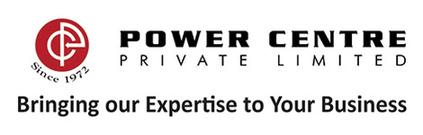 POWER CENTRE
PRIVATE LIMITED
Since 1972
Bringing our Expertise to Your Business